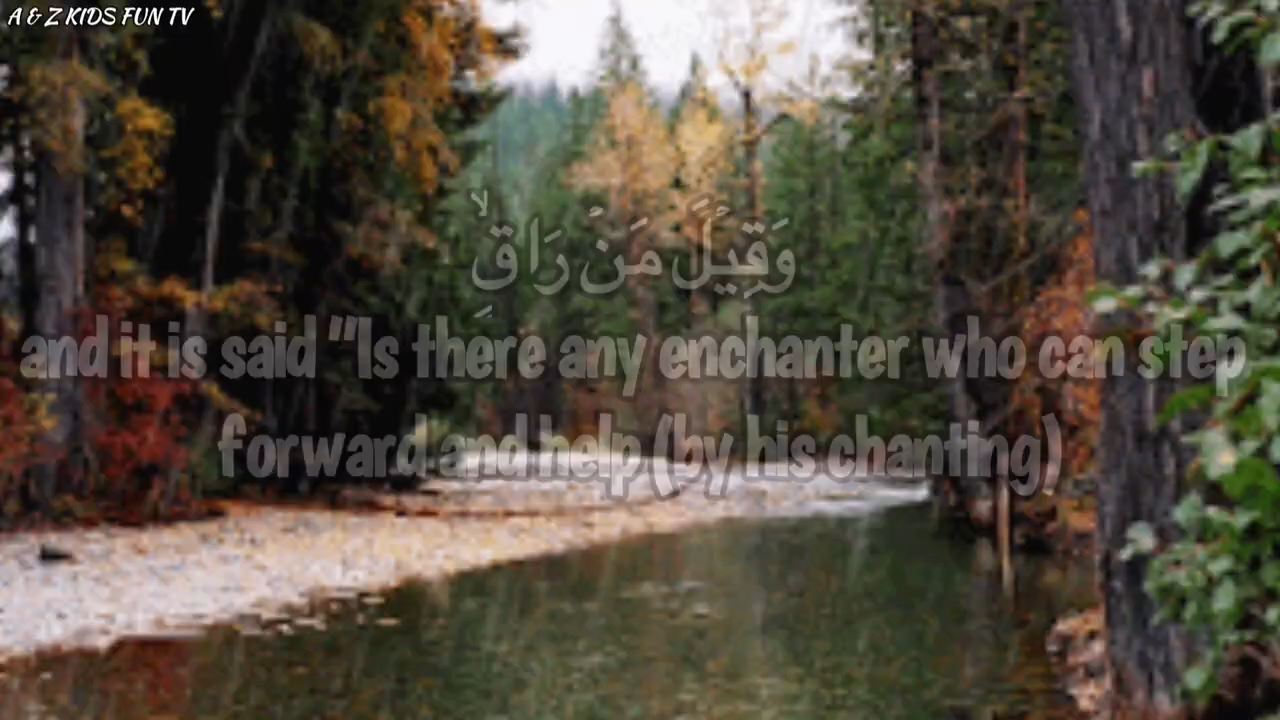 A & Z KIDS FUN TV
وَقِيْلَ مَنْ ۜ رَاقٍۙ
and it is said "Is there any enchanter who can step
forward and help (by his chanting)